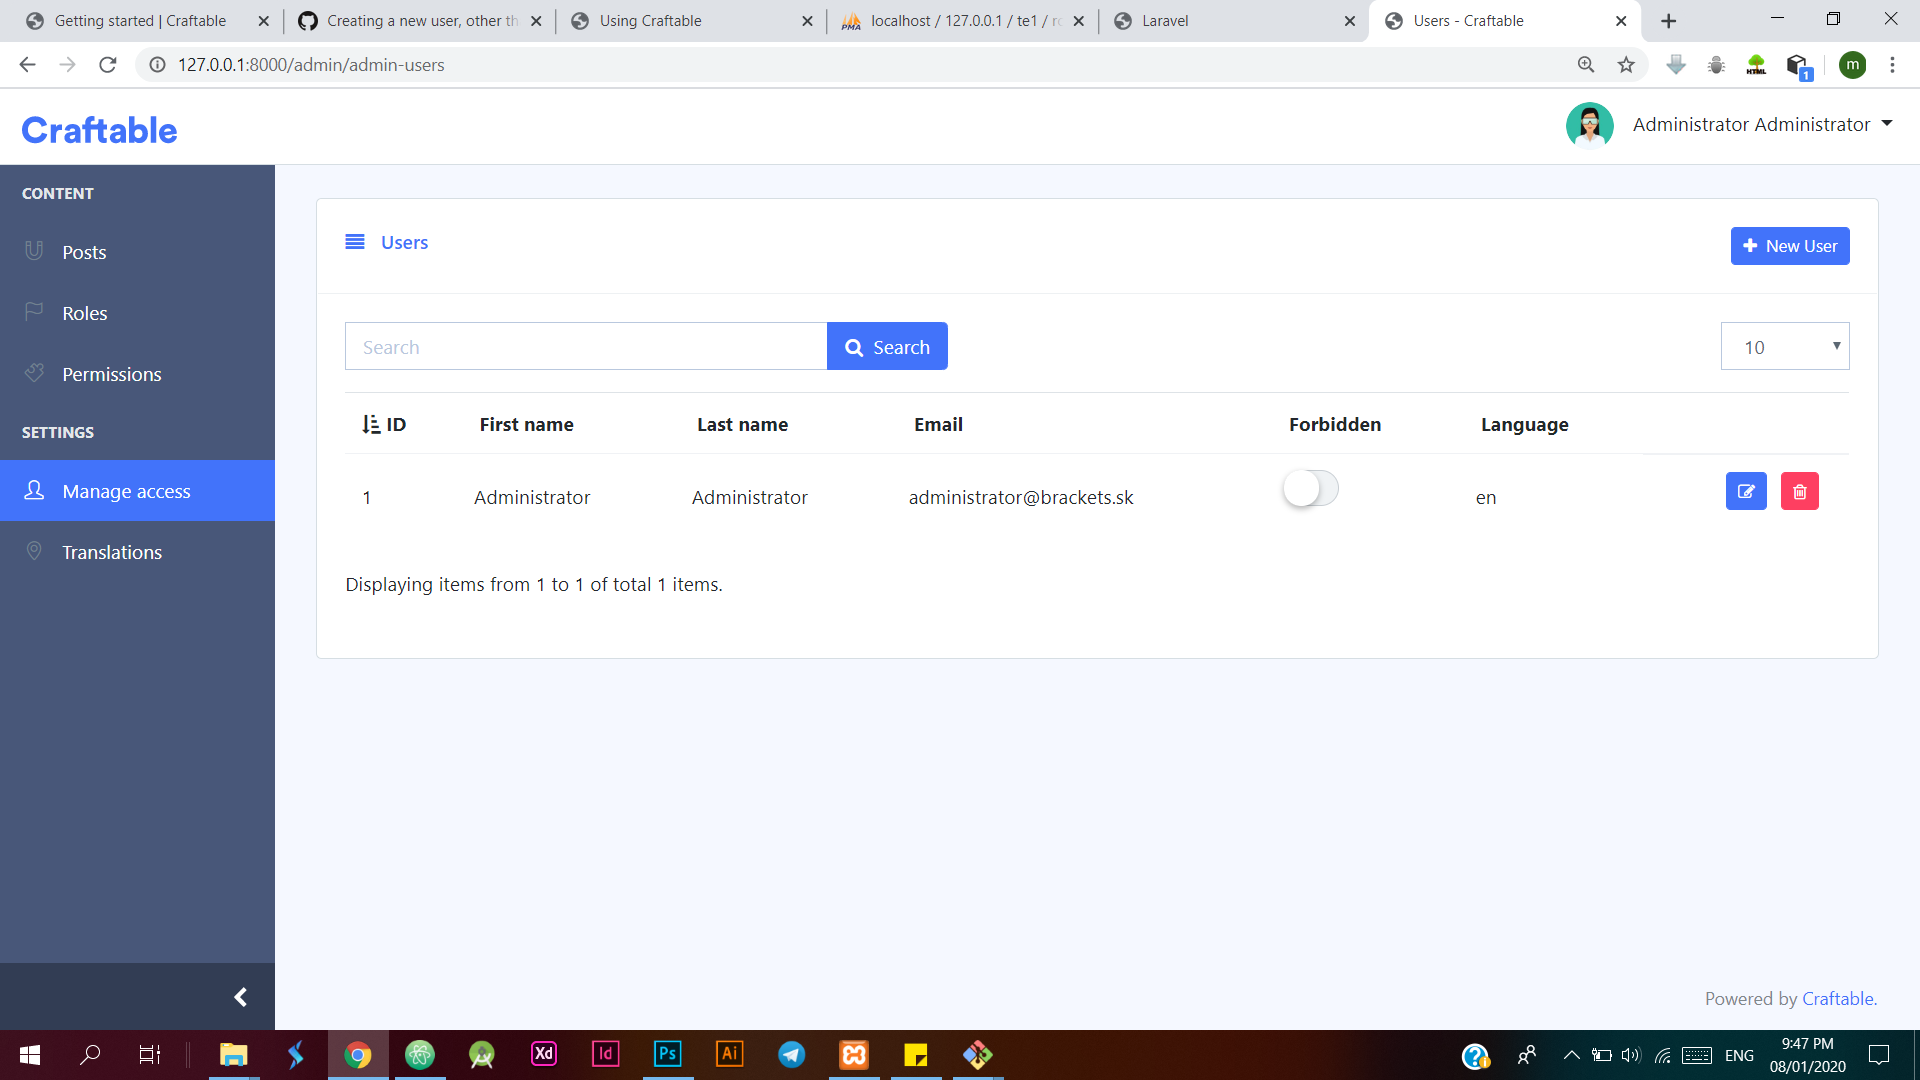 Getting started | Craftable
Creating a new user, other th
Using Craftable
localhost / 127.0.0.1 / te1 / ro
Laravel
Users - Craftable
127.0.0.1:8000/admin/admin-users
HTML
1
m
Craftable
Administrator Administrator
CONTENT
Posts
Roles
Permissions
SETTINGS
Manage access
Translations
Users
New User
Search
Search
10
ID First name Last name Email Forbidden Language
1 Administrator Administrator administrator@brackets.sk en
Displaying items from 1 to 1 of total 1 items.
Powered by Craftable.
Xd
Id
Ps
Ai
ENG
9:47 PM
08/01/2020